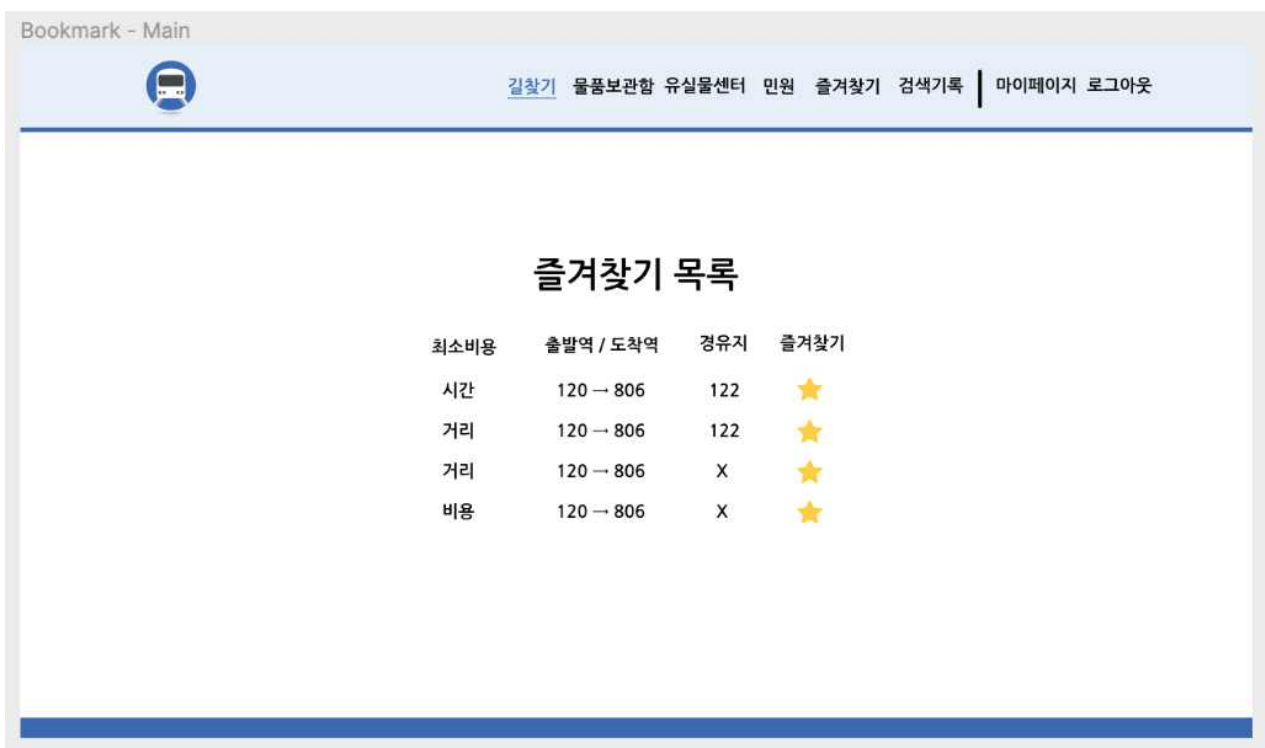 Bookmark - Main
길찾기 물품보관함 유실물센터 민원 즐겨찾기 검색기록 마이페이지 로그아웃
즐겨찾기 목록
최소비용 출발역 / 도착역 경유지 즐겨찾기
시간 120 → 806 122
거리 120 → 806 122
거리 120 → 806 X
비용 120 → 806 X